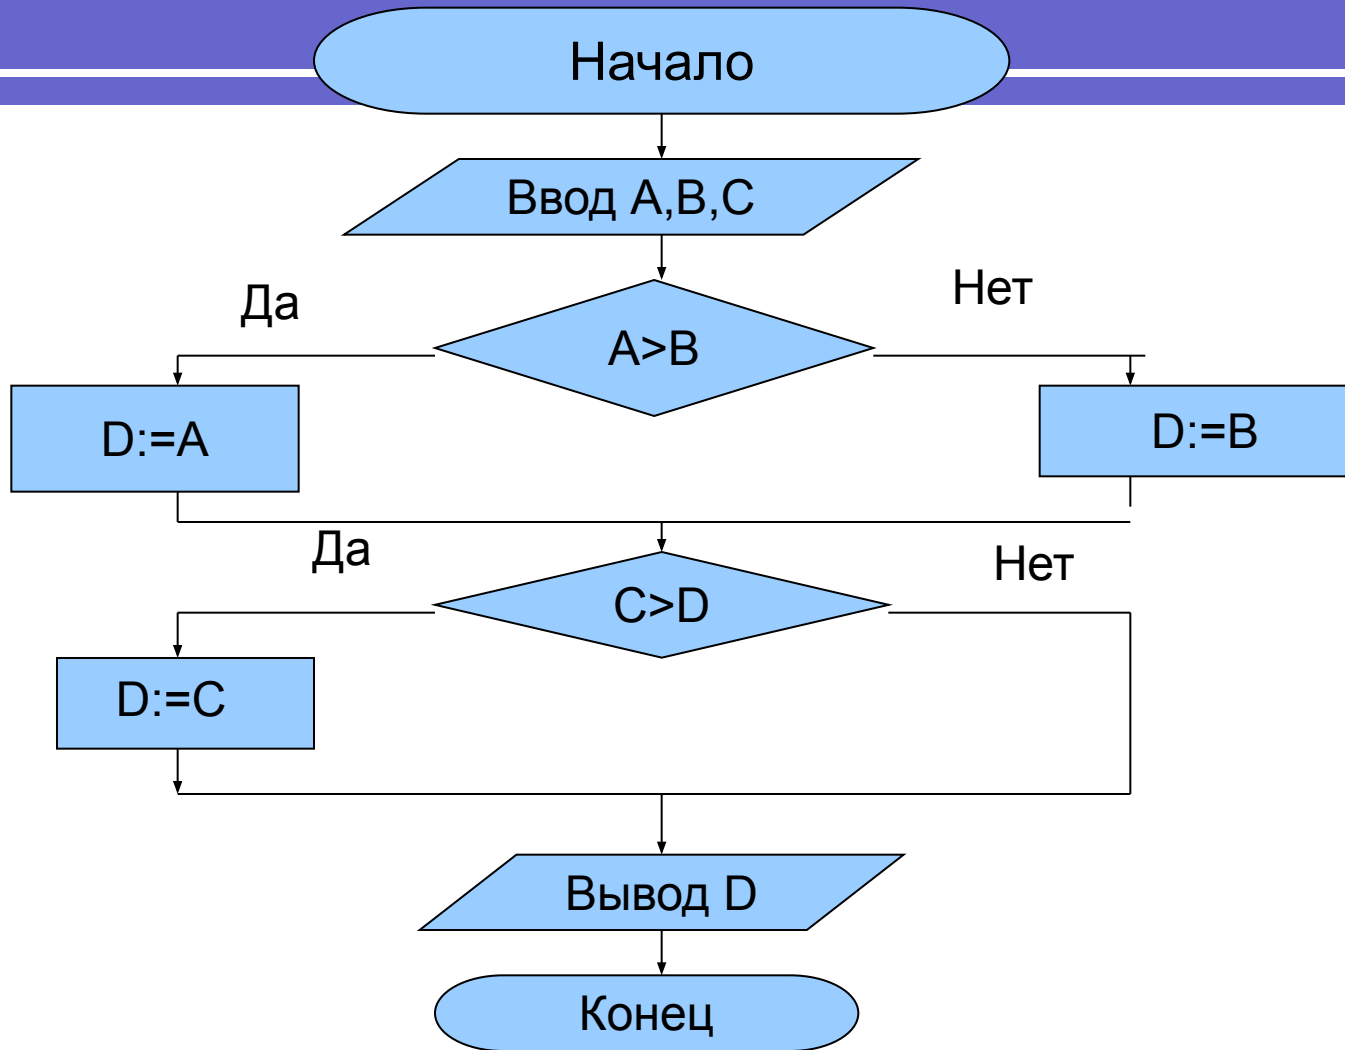 Начало
Ввод A,B,C
Да
Нет
A>B
D:=A
D:=B
Да
Нет
C>D
D:=C
Вывод D
Конец